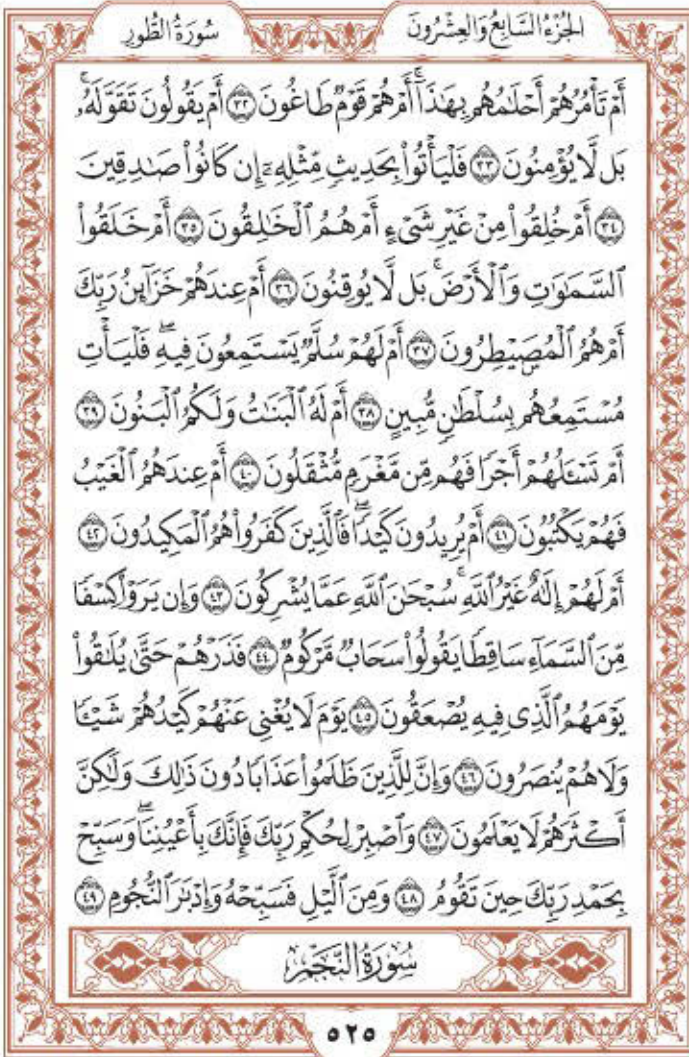 الجُزْءُ السَّابِعُ وَالعِشْرُونَ سُورَةُ الطُّورِ
أَمۡ تَأۡمُرُهُمۡ أَحۡلَٰمُهُم بِهَٰذَآۚ أَمۡ هُمۡ قَوۡمٞ طَاغُونَ ٣٢ أَمۡ يَقُولُونَ تَقَوَّلَهُۥۚ
بَل لَّا يُؤۡمِنُونَ ٣٣ فَلۡيَأۡتُواْ بِحَدِيثٖ مِّثۡلِهِۦٓ إِن كَانُواْ صَٰدِقِينَ
٣٤ أَمۡ خُلِقُواْ مِنۡ غَيۡرِ شَيۡءٍ أَمۡ هُمُ ٱلۡخَٰلِقُونَ ٣٥ أَمۡ خَلَقُواْ
ٱلسَّمَٰوَٰتِ وَٱلۡأَرۡضَۚ بَل لَّا يُوقِنُونَ ٣٦ أَمۡ عِندَهُمۡ خَزَآئِنُ رَبِّكَ
أَمۡ هُمُ ٱلۡمُصَۜيۡطِرُونَ ٣٧ أَمۡ لَهُمۡ سُلَّمٞ يَسۡتَمِعُونَ فِيهِۖ فَلۡيَأۡتِ
مُسۡتَمِعُهُم بِسُلۡطَٰنٖ مُّبِينٍ ٣٨ أَمۡ لَهُ ٱلۡبَنَٰتُ وَلَكُمُ ٱلۡبَنُونَ ٣٩
أَمۡ تَسۡـَٔلُهُمۡ أَجۡرٗا فَهُم مِّن مَّغۡرَمٖ مُّثۡقَلُونَ ٤٠ أَمۡ عِندَهُمُ ٱلۡغَيۡبُ
فَهُمۡ يَكۡتُبُونَ ٤١ أَمۡ يُرِيدُونَ كَيۡدٗاۖ فَٱلَّذِينَ كَفَرُواْ هُمُ ٱلۡمَكِيدُونَ ٤٢
أَمۡ لَهُمۡ إِلَٰهٌ غَيۡرُ ٱللَّهِۚ سُبۡحَٰنَ ٱللَّهِ عَمَّا يُشۡرِكُونَ ٤٣ وَإِن يَرَوۡاْ كِسۡفٗا
مِّنَ ٱلسَّمَآءِ سَاقِطٗا يَقُولُواْ سَحَابٞ مَّرۡكُومٞ ٤٤ فَذَرۡهُمۡ حَتَّىٰ يُلَٰقُواْ
يَوۡمَهُمُ ٱلَّذِي فِيهِ يُصۡعَقُونَ ٤٥ يَوۡمَ لَا يُغۡنِي عَنۡهُمۡ كَيۡدُهُمۡ شَيۡـٔٗا
وَلَا هُمۡ يُنصَرُونَ ٤٦ وَإِنَّ لِلَّذِينَ ظَلَمُواْ عَذَابٗا دُونَ ذَٰلِكَ وَلَٰكِنَّ
أَكۡثَرَهُمۡ لَا يَعۡلَمُونَ ٤٧ وَٱصۡبِرۡ لِحُكۡمِ رَبِّكَ فَإِنَّكَ بِأَعۡيُنِنَاۖ وَسَبِّحۡ
بِحَمۡدِ رَبِّكَ حِينَ تَقُومُ ٤٨ وَمِنَ ٱلَّيۡلِ فَسَبِّحۡهُ وَإِدۡبَٰرَ ٱلنُّجُومِ ٤٩
سُورَةُ النَّجۡمِ
٥٢٥